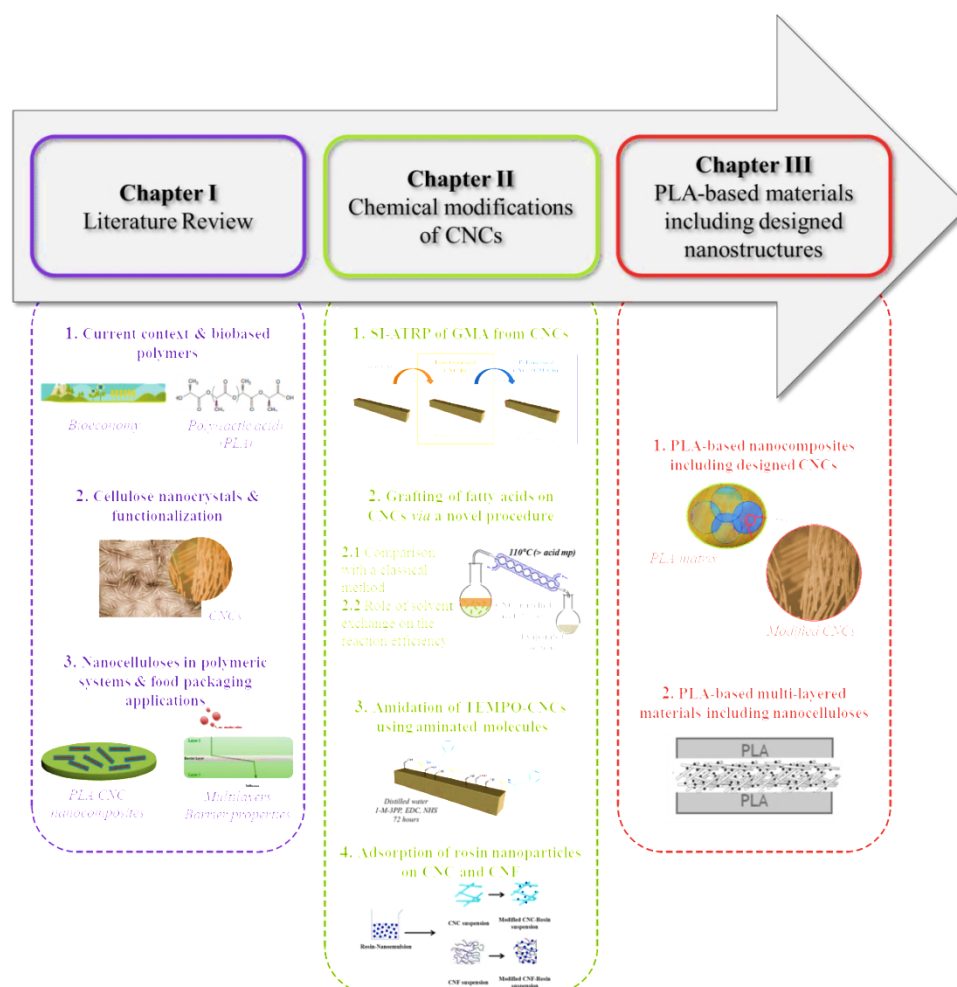 Chapter I
Literature Review
Chapter II
Chemical modifications
of CNCs
Chapter III
PLA-based materials
including designed
nanostructures
1. Current context & biobased
polymers
Bioeconomy
Poly(lactic acid)
(PLA)
2. Cellulose nanocrystals &
functionalization
CNCs
3. Nanocelluloses in polymeric
systems & food packaging
applications
PLA CNC
nanocomposites
Multilayers
Barrier properties
1. SI-ATRP of GMA from CNCs
2. Grafting of fatty acids on
CNCs via a novel procedure
2.1 Comparison
with a classical
method
2.2 Role of solvent
exchange on the
reaction efficiency
110°C (> acid mp)
3. Amidation of TEMPO-CNCs
using aminated molecules
Distilled water
1-M-3PP, EDC, NHS
72 hours
4. Adsorption of rosin nanoparticles
on CNC and CNF
Rosin-Nanoemulsion
CNC suspension
Modified CNC-Rosin
suspension
CNF suspension
Modified CNF-Rosin
suspension
1. PLA-based nanocomposites
including designed CNCs
PLA matrix
Modified CNCs
2. PLA-based multi-layered
materials including nanocelluloses
PLA
PLA